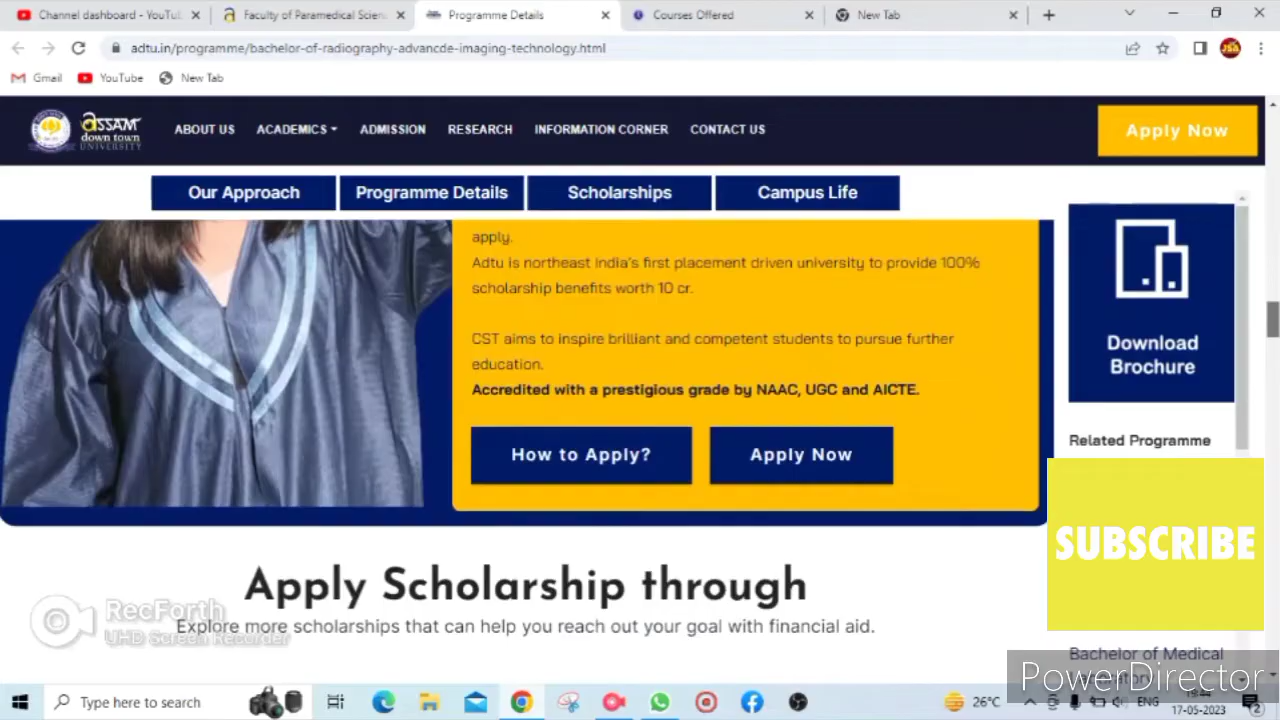 Channel dashboard - YouTu
Faculty of Paramedical Scien
Programme Details
Courses Offered
New Tab
adtu.in/programme/bachelor-of-radiography-advancde-imaging-technology.html
Gmail
YouTube
New Tab
ASSAM
down town
UNIVERSITY
ABOUT US
ACADEMICS
ADMISSION
RESEARCH
INFORMATION CORNER
CONTACT US
Apply Now
Our Approach
Programme Details
Scholarships
Campus Life
apply.
Adtu is northeast India's first placement driven university to provide 100%
scholarship benefits worth 10 cr.
CST aims to inspire brilliant and competent students to pursue further
education.
Accredited with a prestigious grade by NAAC, UGC and AICTE.
How to Apply?
Apply Now
Download
Brochure
Related Programme
SUBSCRIBE
Apply Scholarship through
Explore more scholarships that can help you reach out your goal with financial aid.
RecForth
UHD Screen Recorder
Bachelor of Medical
PowerDirector
Type here to search
26°C
ENG
17-05-2023
2